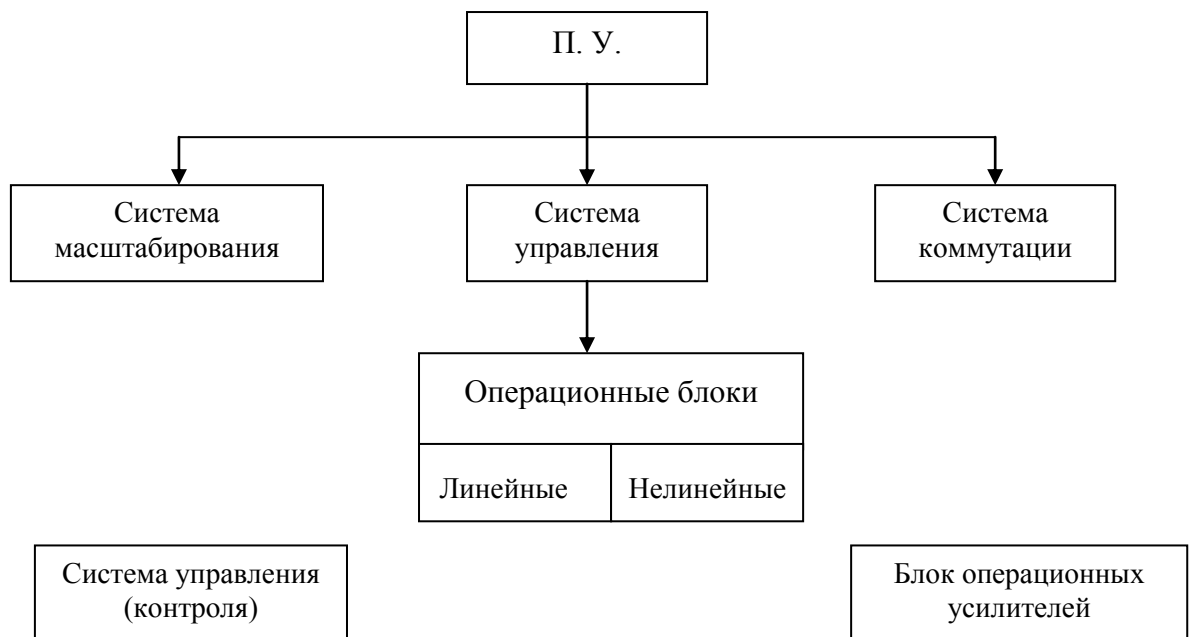 П. У.
Система
масштабирования
Система
управления
Система
коммутации
Операционные блоки
Линейные
Нелинейные
Система управления
(контроля)
Блок операционных
усилителей